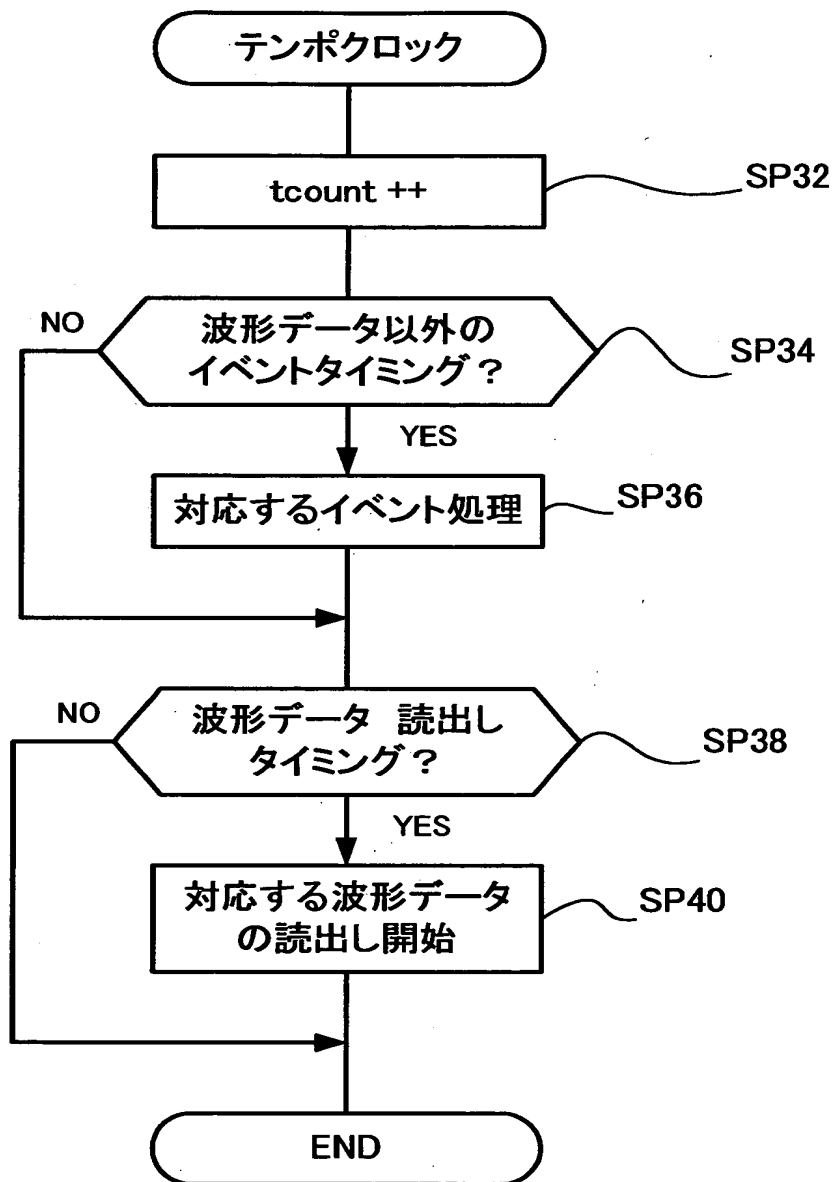 テンポクロック
tcount ++
SP32
波形データ以外の
イベントタイミング？
NO
SP34
YES
対応するイベント処理
SP36
波形データ 読出し
タイミング？
NO
SP38
YES
対応する波形データ
の読出し開始
SP40
END